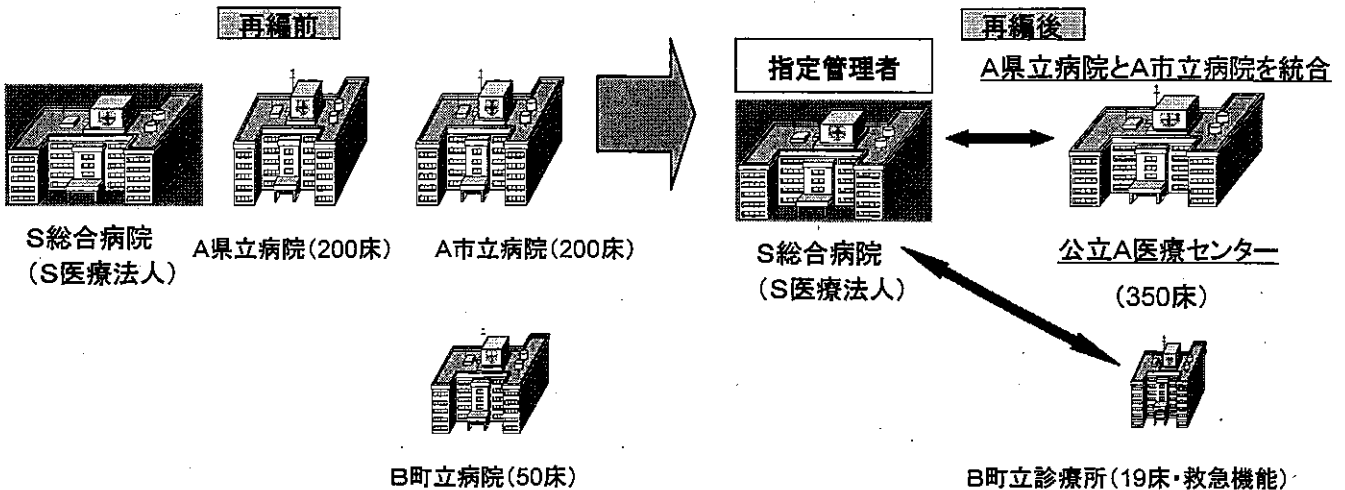 再編前
S総合病院
(S医療法人)
A県立病院(200床)
A市立病院(200床)
B町立病院(50床)
再編後
指定管理者
A県立病院とA市立病院を統合
S総合病院
(S医療法人)
公立A医療センター
(350床)
B町立診療所(19床・救急機能)